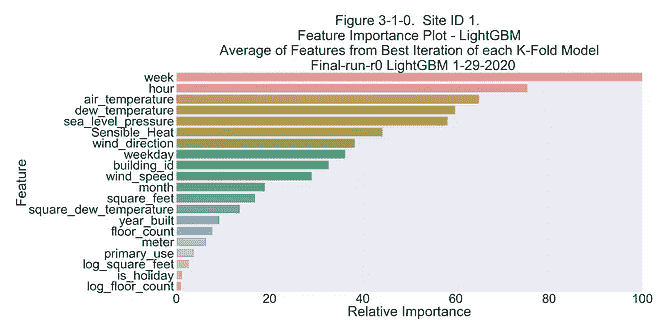 Figure 3-1-0. Site ID 1.
Feature Importance Plot - LightGBM
Average of Features from Best Iteration of each K-Fold Model
Final-run-r0 LightGBM 1-29-2020
week
hour
air_temperature
dew_temperature
sea_level_pressure
Sensible_Heat
wind_direction
weekday
building_id
wind_speed
month
square_feet
square_dew_temperature
year_built
floor_count
meter
primary_use
log_square_feet
is_holiday
log_floor_count
Feature
0 20 40 60 80 100
Relative Importance